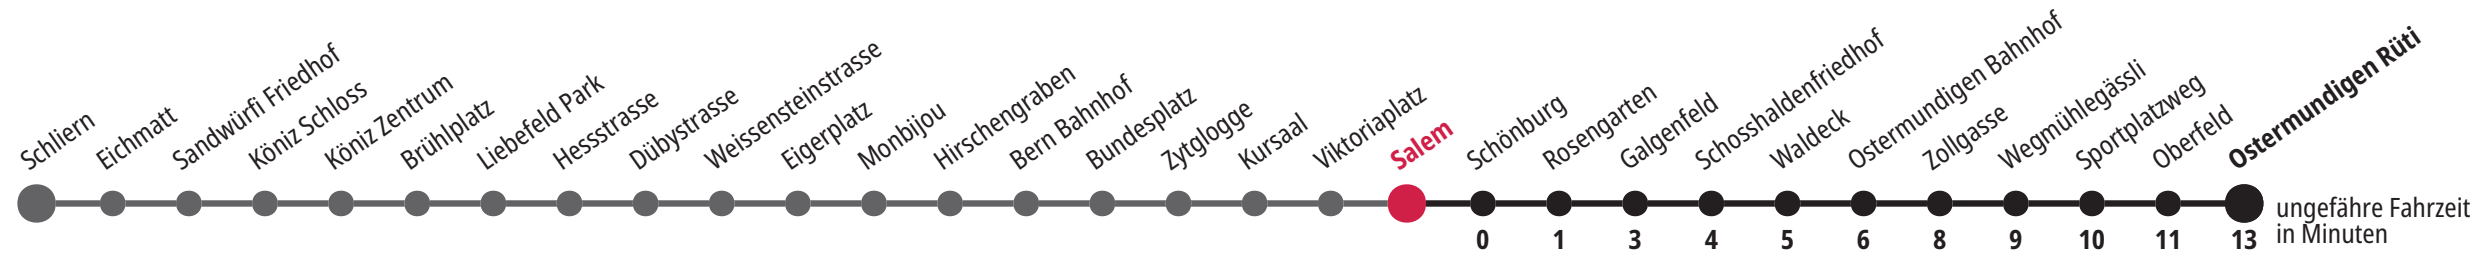 Schliern
Eichmatt
Sandwürfi Friedhof
Köniz Schloss
Köniz Zentrum
Brühlplatz
Liebefeld Park
Hessstrasse
Dübystrasse
Weissensteinstrasse
Eigerplatz
Monbijou
Hirschengraben
Bern Bahnhof
Bundesplatz
Zytglogge
Kursaal
Viktoriaplatz
Salem
Schönburg
Rosengarten
Galgenfeld
Schosshaldenfriedhof
Waldeck
Ostermundigen Bahnhof
Zollgasse
Wegmühlegässli
Sportplatzweg
Oberfeld
Ostermundigen Rüti
0 1 3 4 5 6 8 9 10 11 13
ungefähre Fahrzeit
in Minuten